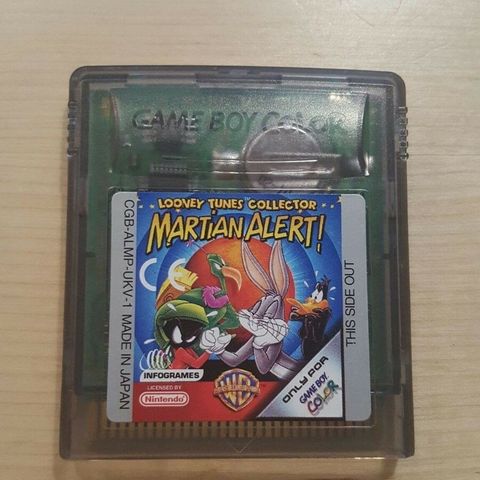 GAME BOY COLOR
LOONEY TUNES COLLECTOR
MARTIAN ALERT!
CGB-ALMP-UKV-1 MADE IN JAPAN
THIS SIDE OUT
CE
INFOGRAMES
LICENSED BY
Nintendo
WB
ONLY FOR
GAME BOY
COLOR